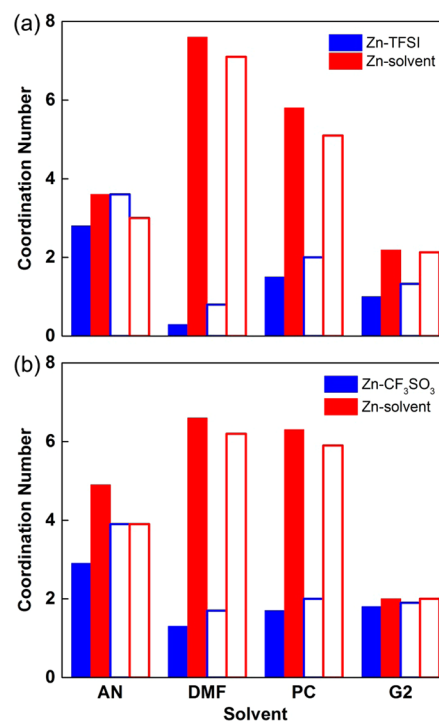 (a)
8
6
4
2
0
Coordination Number
Zn-TFSI
Zn-solvent
(b)
8
6
4
2
0
Coordination Number
Zn-CF₃SO₃
Zn-solvent
AN DMF PC G2
Solvent